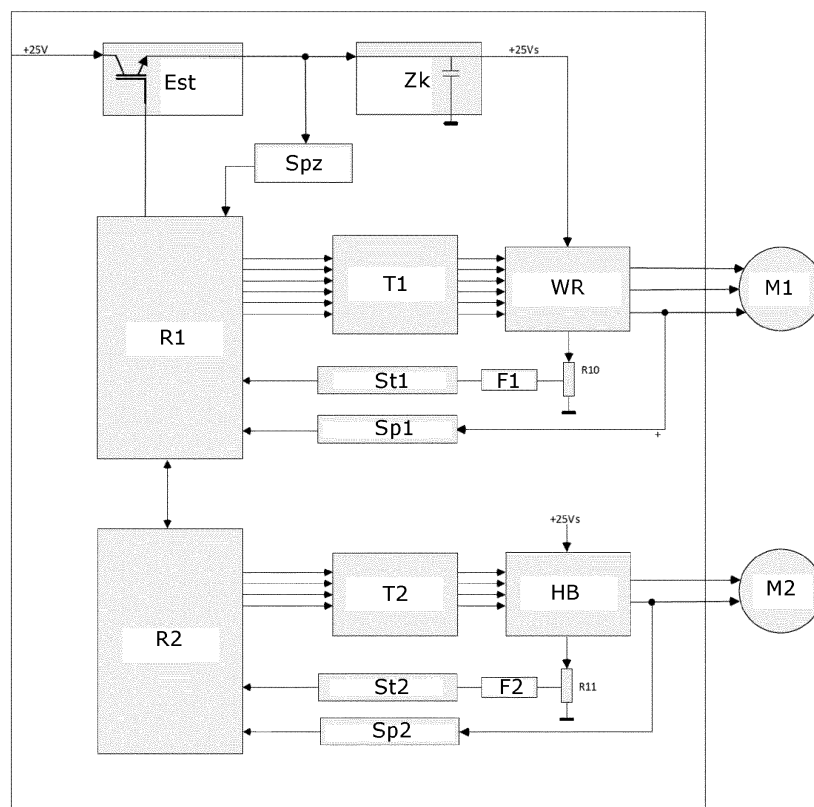 +25V
Est
Zk
+25Vs
Spz
R1
T1
WR
M1
St1
F1
R10
Sp1
+
+25Vs
R2
T2
HB
M2
St2
F2
R11
Sp2